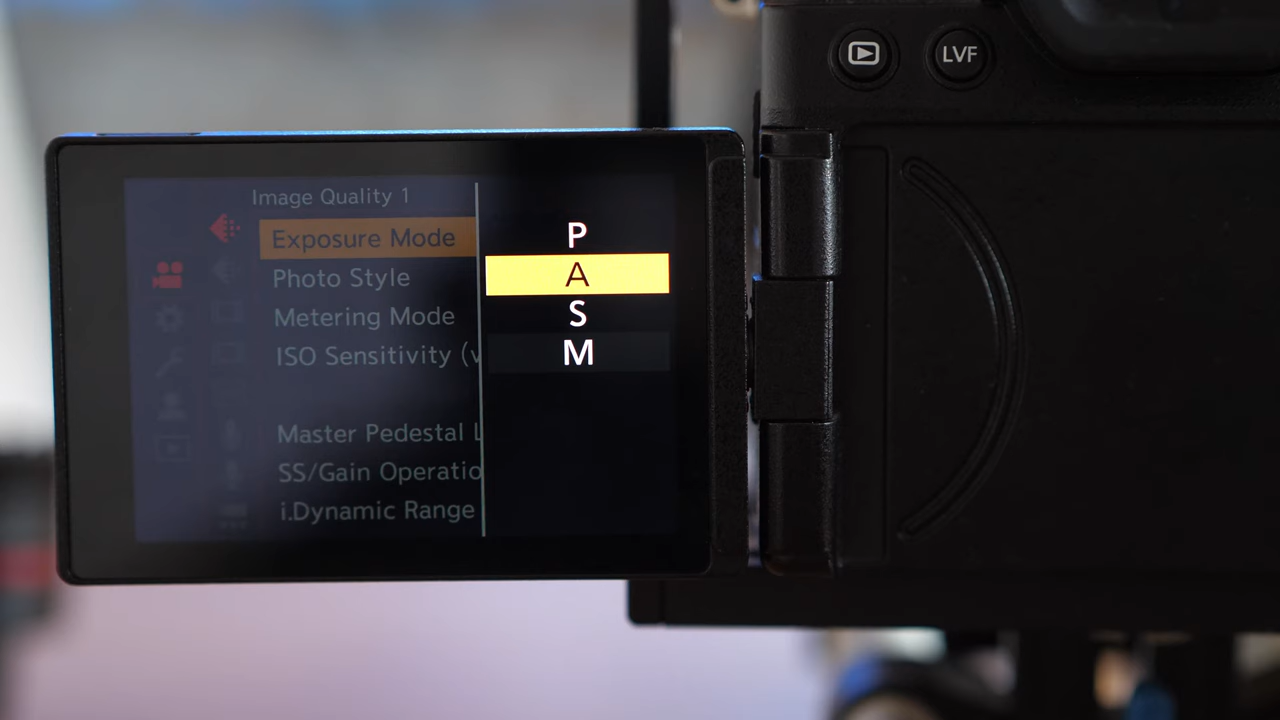 LVF
Image Quality 1
Exposure Mode
Photo Style
Metering Mode
ISO Sensitivity (v
Master Pedestal L
SS/Gain Operatio
i.Dynamic Range
P
A
S
M